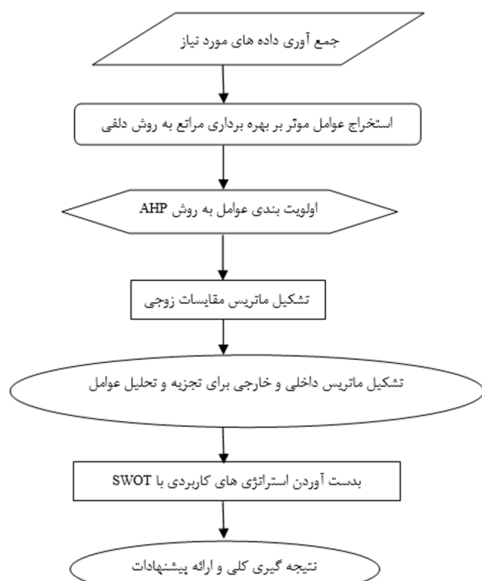 جمع آوری داده های مورد نیاز
استخراج عوامل موثر بر بهره برداری مراتع به روش دلفی
اولویت بندی عوامل به روش AHP
تشکیل ماتریس مقایسات زوجی
تشکیل ماتریس داخلی و خارجی برای تجزیه و تحلیل عوامل
بدست آوردن استراتژی های کاربردی با SWOT
نتیجه گیری کلی و ارائه پیشنهادات